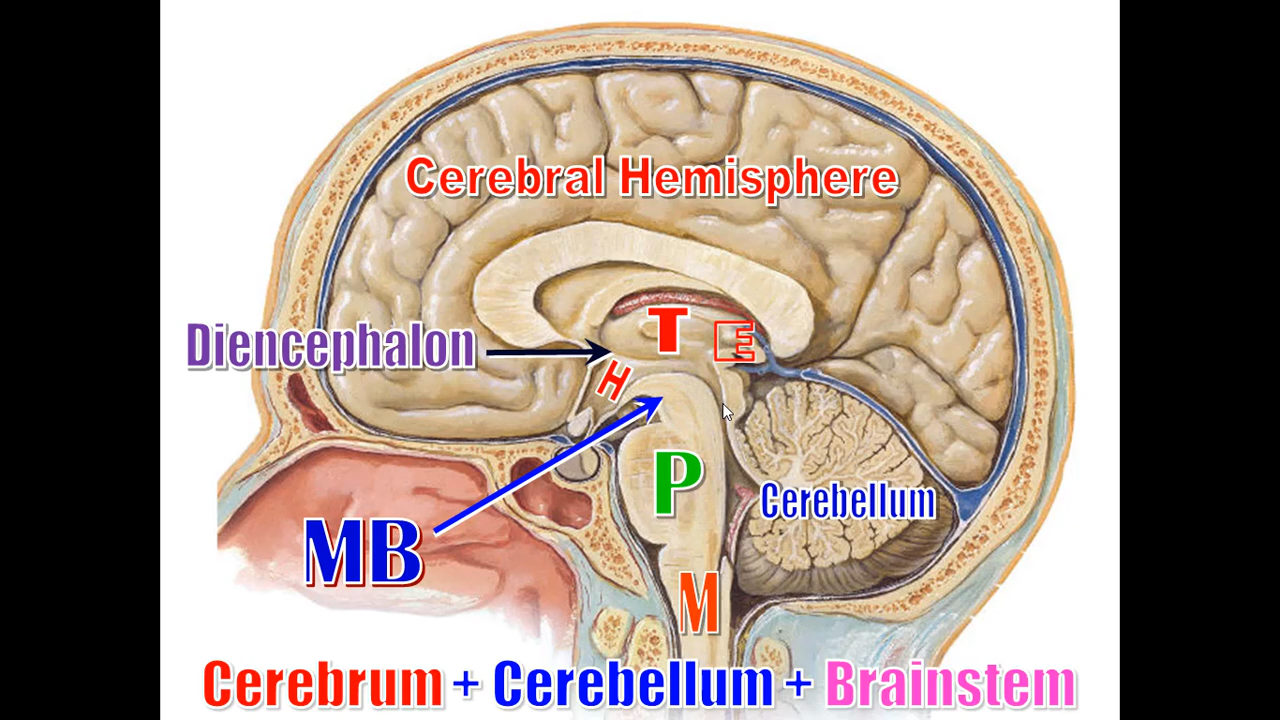 Cerebral Hemisphere
T
E
Diencephalon
H
P
Cerebellum
MB
M
Cerebrum + Cerebellum + Brainstem